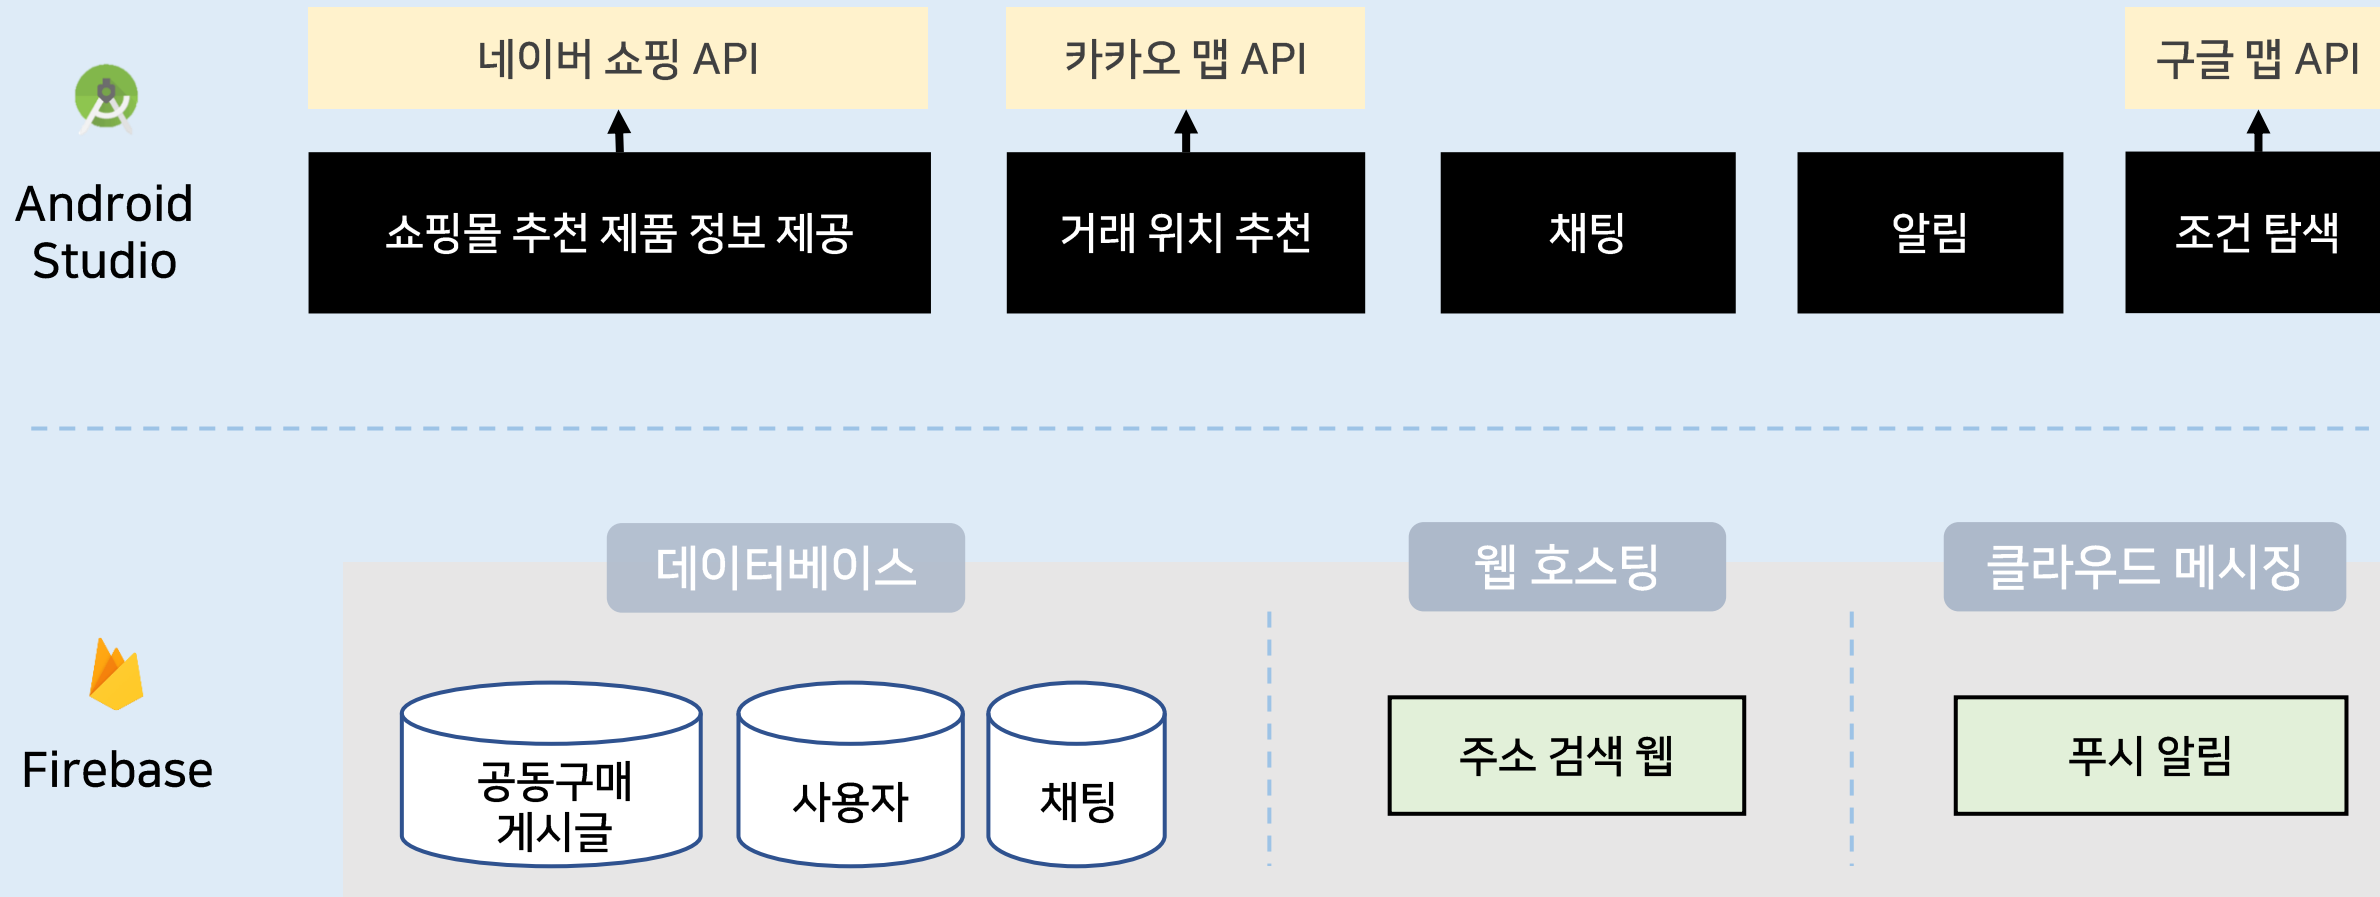 네이버 쇼핑 API
카카오 맵 API
구글 맵 API
Android
Studio
쇼핑몰 추천 제품 정보 제공
거래 위치 추천
채팅
알림
조건 탐색
데이터베이스
웹 호스팅
클라우드 메시징
Firebase
공동구매
게시글
사용자
채팅
주소 검색 웹
푸시 알림